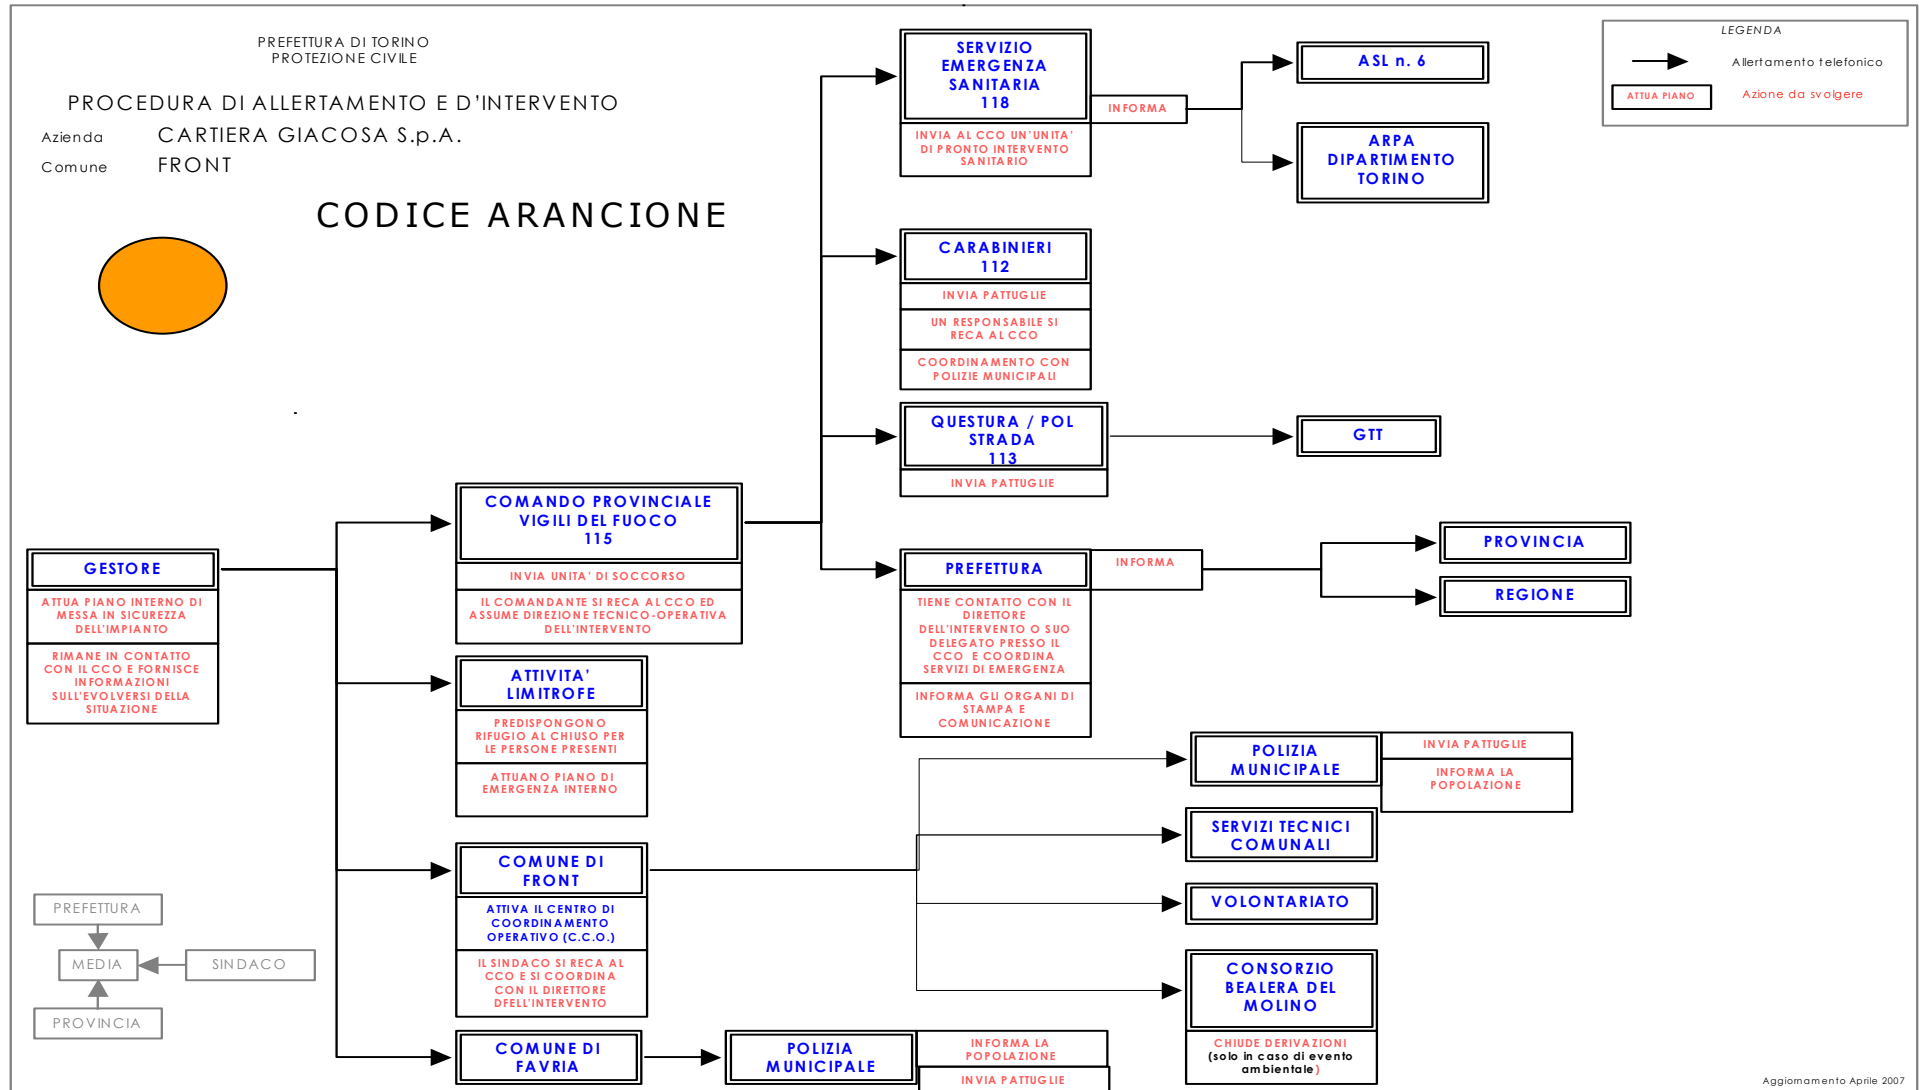 PREFETTURA DI TORINO
PROTEZIONE CIVILE
PROCEDURA DI ALLERTAMENTO E D'INTERVENTO
Azienda CARTIERA GIACOSA S.p.A.
Comune FRONT
CODICE ARANCIONE
LEGENDA
Allertamento telefonico
ATTUA PIANO
Azione da svolgere
GESTORE
ATTUA PIANO INTERNO DI
MESSA IN SICUREZZA
DELL'IMPIANTO
RIMANE IN CONTATTO
CON IL CCO E FORNISCE
INFORMAZIONI
SULL'EVOLVERSI DELLA
SITUAZIONE
COMANDO PROVINCIALE
VIGILI DEL FUOCO
115
INVIA UNITA' DI SOCCORSO
IL COMANDANTE SI RECA AL CCO ED
ASSUME DIREZIONE TECNICO-OPERATIVA
DELL'INTERVENTO
ATTIVITA'
LIMITROFE
PREDISPONGONO
RIFUGIO AL CHIUSO PER
LE PERSONE PRESENTI
ATTUANO PIANO DI
EMERGENZA INTERNO
COMUNE DI
FRONT
ATTIVA IL CENTRO DI
COORDINAMENTO
OPERATIVO (C.C.O.)
IL SINDACO SI RECA AL
CCO E SI COORDINA
CON IL DIRETTORE
DFELL'INTERVENTO
COMUNE DI
FAVRIA
POLIZIA
MUNICIPALE
INFORMA LA
POPOLAZIONE
INVIA PATTUGLIE
SERVIZIO
EMERGENZA
SANITARIA
118
INVIA AL CCO UN'UNITA'
DI PRONTO INTERVENTO
SANITARIO
INFORMA
ASL n. 6
ARPA
DIPARTIMENTO
TORINO
CARABINIERI
112
INVIA PATTUGLIE
UN RESPONSABILE SI
RECA AL CCO
COORDINAMENTO CON
POLIZIE MUNICIPALI
QUESTURA / POL
STRADA
113
INVIA PATTUGLIE
GTT
PREFETTURA
INFORMA
TIENE CONTATTO CON IL
DIRETTORE
DELL'INTERVENTO O SUO
DELEGATO PRESSO IL
CCO E COORDINA
SERVIZI DI EMERGENZA
INFORMA GLI ORGANI DI
STAMPA E
COMUNICAZIONE
PROVINCIA
REGIONE
POLIZIA
MUNICIPALE
INVIA PATTUGLIE
INFORMA LA
POPOLAZIONE
SERVIZI TECNICI
COMUNALI
VOLONTARIATO
CONSORZIO
BEALERA DEL
MOLINO
CHIUDE DERIVAZIONI
(solo in caso di evento
ambientale)
PREFETTURA
MEDIA
SINDACO
PROVINCIA
Aggiornamento Aprile 2007